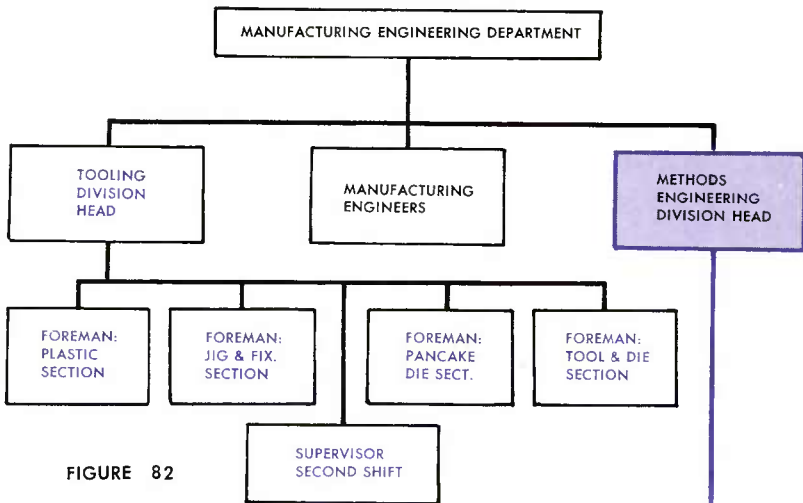 MANUFACTURING ENGINEERING DEPARTMENT
TOOLING
DIVISION
HEAD
MANUFACTURING
ENGINEERS
METHODS
ENGINEERING
DIVISION HEAD
FOREMAN:
PLASTIC
SECTION
FOREMAN:
JIG & FIX.
SECTION
FOREMAN:
PANCAKE
DIE SECT.
FOREMAN:
TOOL & DIE
SECTION
SUPERVISOR
SECOND SHIFT
FIGURE 82